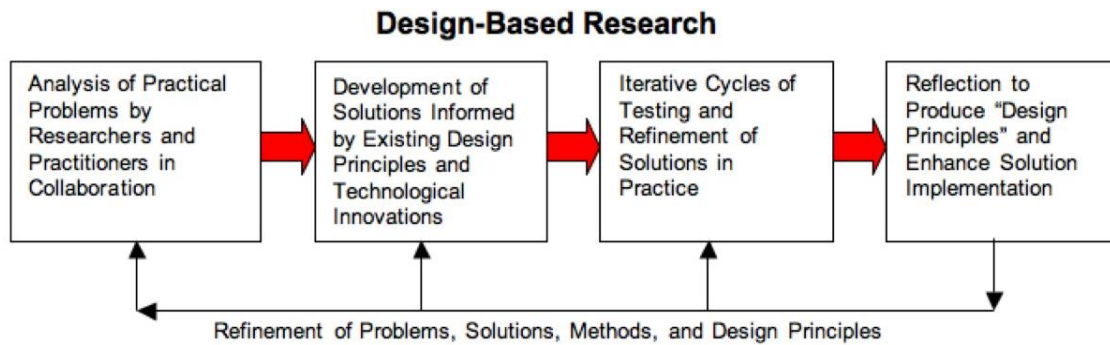 Design-Based Research
Analysis of Practical
Problems by
Researchers and
Practitioners in
Collaboration
Development of
Solutions Informed
by Existing Design
Principles and
Technological
Innovations
Iterative Cycles of
Testing and
Refinement of
Solutions in
Practice
Reflection to
Produce “Design
Principles” and
Enhance Solution
Implementation
Refinement of Problems, Solutions, Methods, and Design Principles